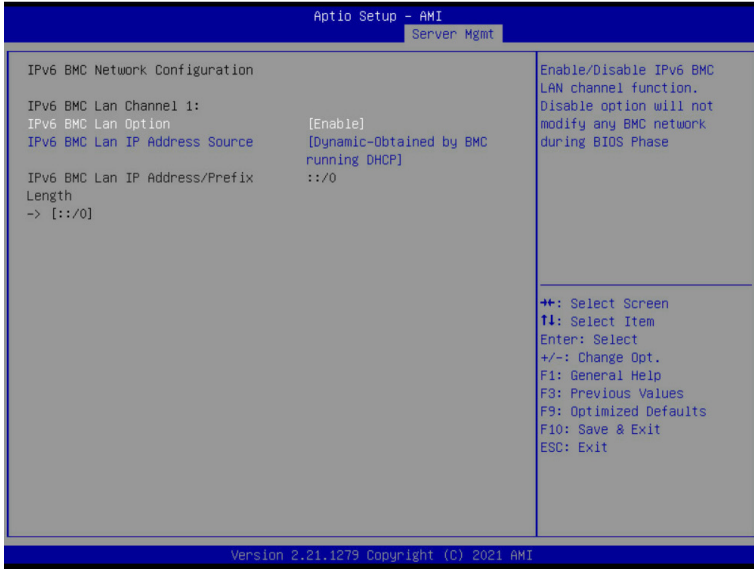 Aptio Setup – AMI
Server Mgmt
IPv6 BMC Network Configuration
IPv6 BMC Lan Channel 1:
IPv6 BMC Lan Option [Enable]
IPv6 BMC Lan IP Address Source [Dynamic-Obtained by BMC
running DHCP]
IPv6 BMC Lan IP Address/Prefix ::/0
Length
-> [::/0]
Enable/Disable IPv6 BMC
LAN channel function.
Disable option will not
modify any BMC network
during BIOS Phase
→←: Select Screen
↑↓: Select Item
Enter: Select
+/-: Change Opt.
F1: General Help
F3: Previous Values
F9: Optimized Defaults
F10: Save & Exit
ESC: Exit
Version 2.21.1279 Copyright (C) 2021 AMI